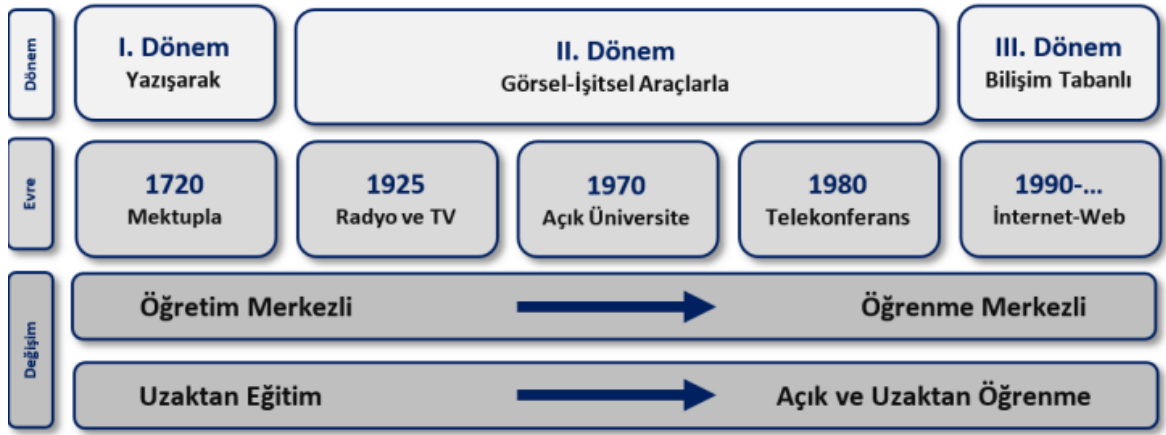 Dönem
I. Dönem
Yazışarak
II. Dönem
Görsel-İşitsel Araçlarla
III. Dönem
Bilişim Tabanlı
Evre
1720
Mektupla
1925
Radyo ve TV
1970
Açık Üniversite
1980
Telekonferans
1990-...
İnternet-Web
Değişim
Öğretim Merkezli
Öğrenme Merkezli
Uzaktan Eğitim
Açık ve Uzaktan Öğrenme